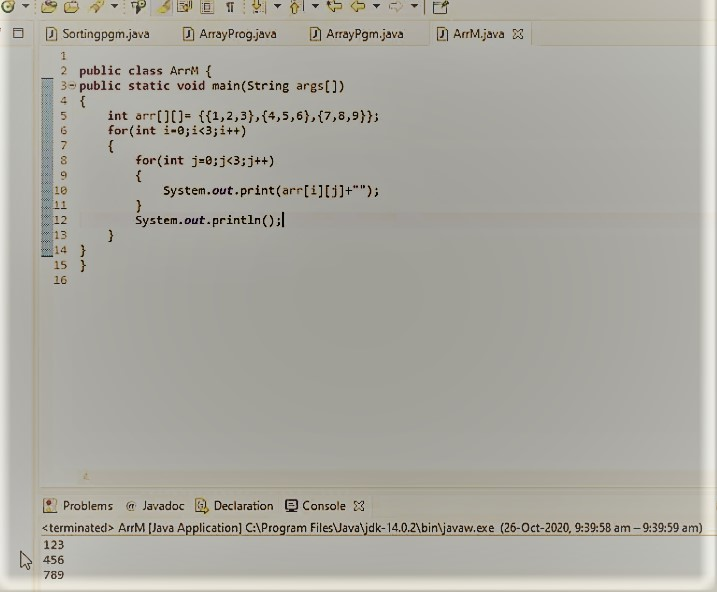 Sortingpgm.java ArrayProg.java ArrayPgm.java ArrM.java
1
2 public class ArrM {
3 public static void main(String args[])
4 {
5 int arr[][]= {{1,2,3},{4,5,6},{7,8,9}};
6 for(int i=0;i<3;i++)
7 {
8 for(int j=0;j<3;j++)
9 {
10 System.out.print(arr[i][j]+"");
11 }
12 System.out.println();
13 }
14 }
15 }
16
Problems @ Javadoc Declaration Console
<terminated> ArrM [Java Application] C:\Program Files\Java\jdk-14.0.2\bin\javaw.exe (26-Oct-2020, 9:39:58 am – 9:39:59 am)
123
456
789